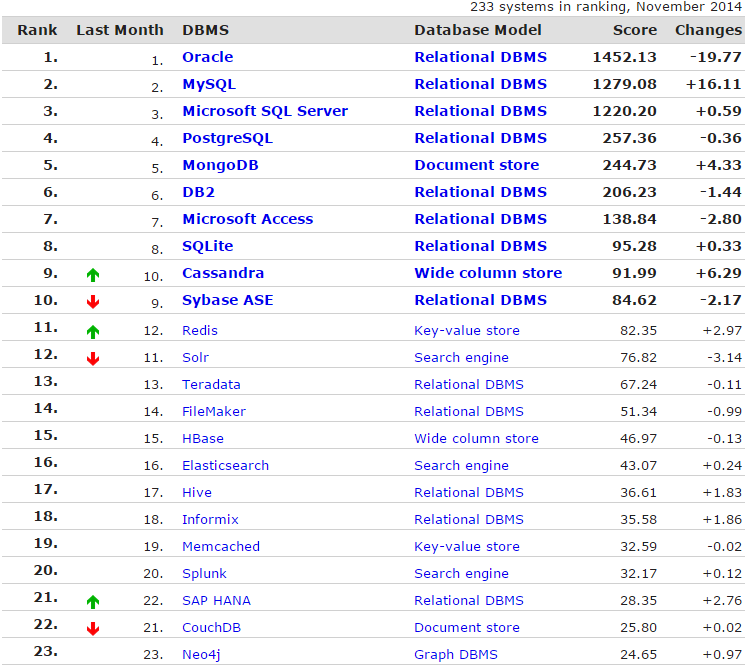 233 systems in ranking, November 2014
Rank Last Month DBMS Database Model Score Changes
1. 1. Oracle Relational DBMS 1452.13 -19.77
2. 2. MySQL Relational DBMS 1279.08 +16.11
3. 3. Microsoft SQL Server Relational DBMS 1220.20 +0.59
4. 4. PostgreSQL Relational DBMS 257.36 -0.36
5. 5. MongoDB Document store 244.73 +4.33
6. 6. DB2 Relational DBMS 206.23 -1.44
7. 7. Microsoft Access Relational DBMS 138.84 -2.80
8. 8. SQLite Relational DBMS 95.28 +0.33
9. 10. Cassandra Wide column store 91.99 +6.29
10. 9. Sybase ASE Relational DBMS 84.62 -2.17
11. 12. Redis Key-value store 82.35 +2.97
12. 11. Solr Search engine 76.82 -3.14
13. 13. Teradata Relational DBMS 67.24 -0.11
14. 14. FileMaker Relational DBMS 51.34 -0.99
15. 15. HBase Wide column store 46.97 -0.13
16. 16. Elasticsearch Search engine 43.07 +0.24
17. 17. Hive Relational DBMS 36.61 +1.83
18. 18. Informix Relational DBMS 35.58 +1.86
19. 19. Memcached Key-value store 32.59 -0.02
20. 20. Splunk Search engine 32.17 +0.12
21. 22. SAP HANA Relational DBMS 28.35 +2.76
22. 21. CouchDB Document store 25.80 +0.02
23. 23. Neo4j Graph DBMS 24.65 +0.97